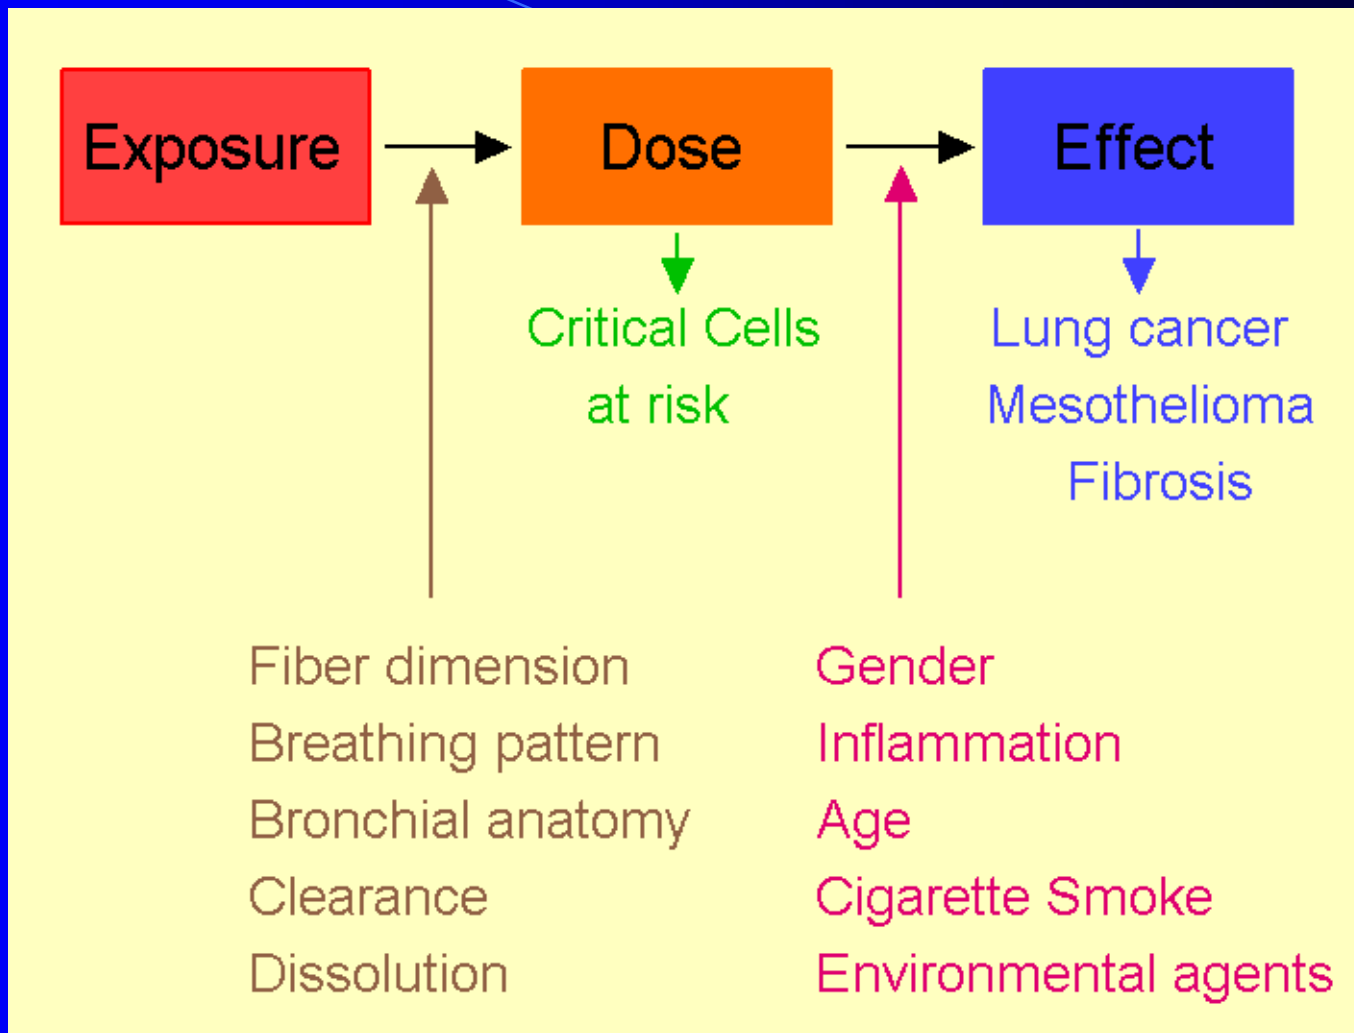 Exposure
Dose
Effect
Critical Cells
at risk
Lung cancer
Mesothelioma
Fibrosis
Fiber dimension
Breathing pattern
Bronchial anatomy
Clearance
Dissolution
Gender
Inflammation
Age
Cigarette Smoke
Environmental agents